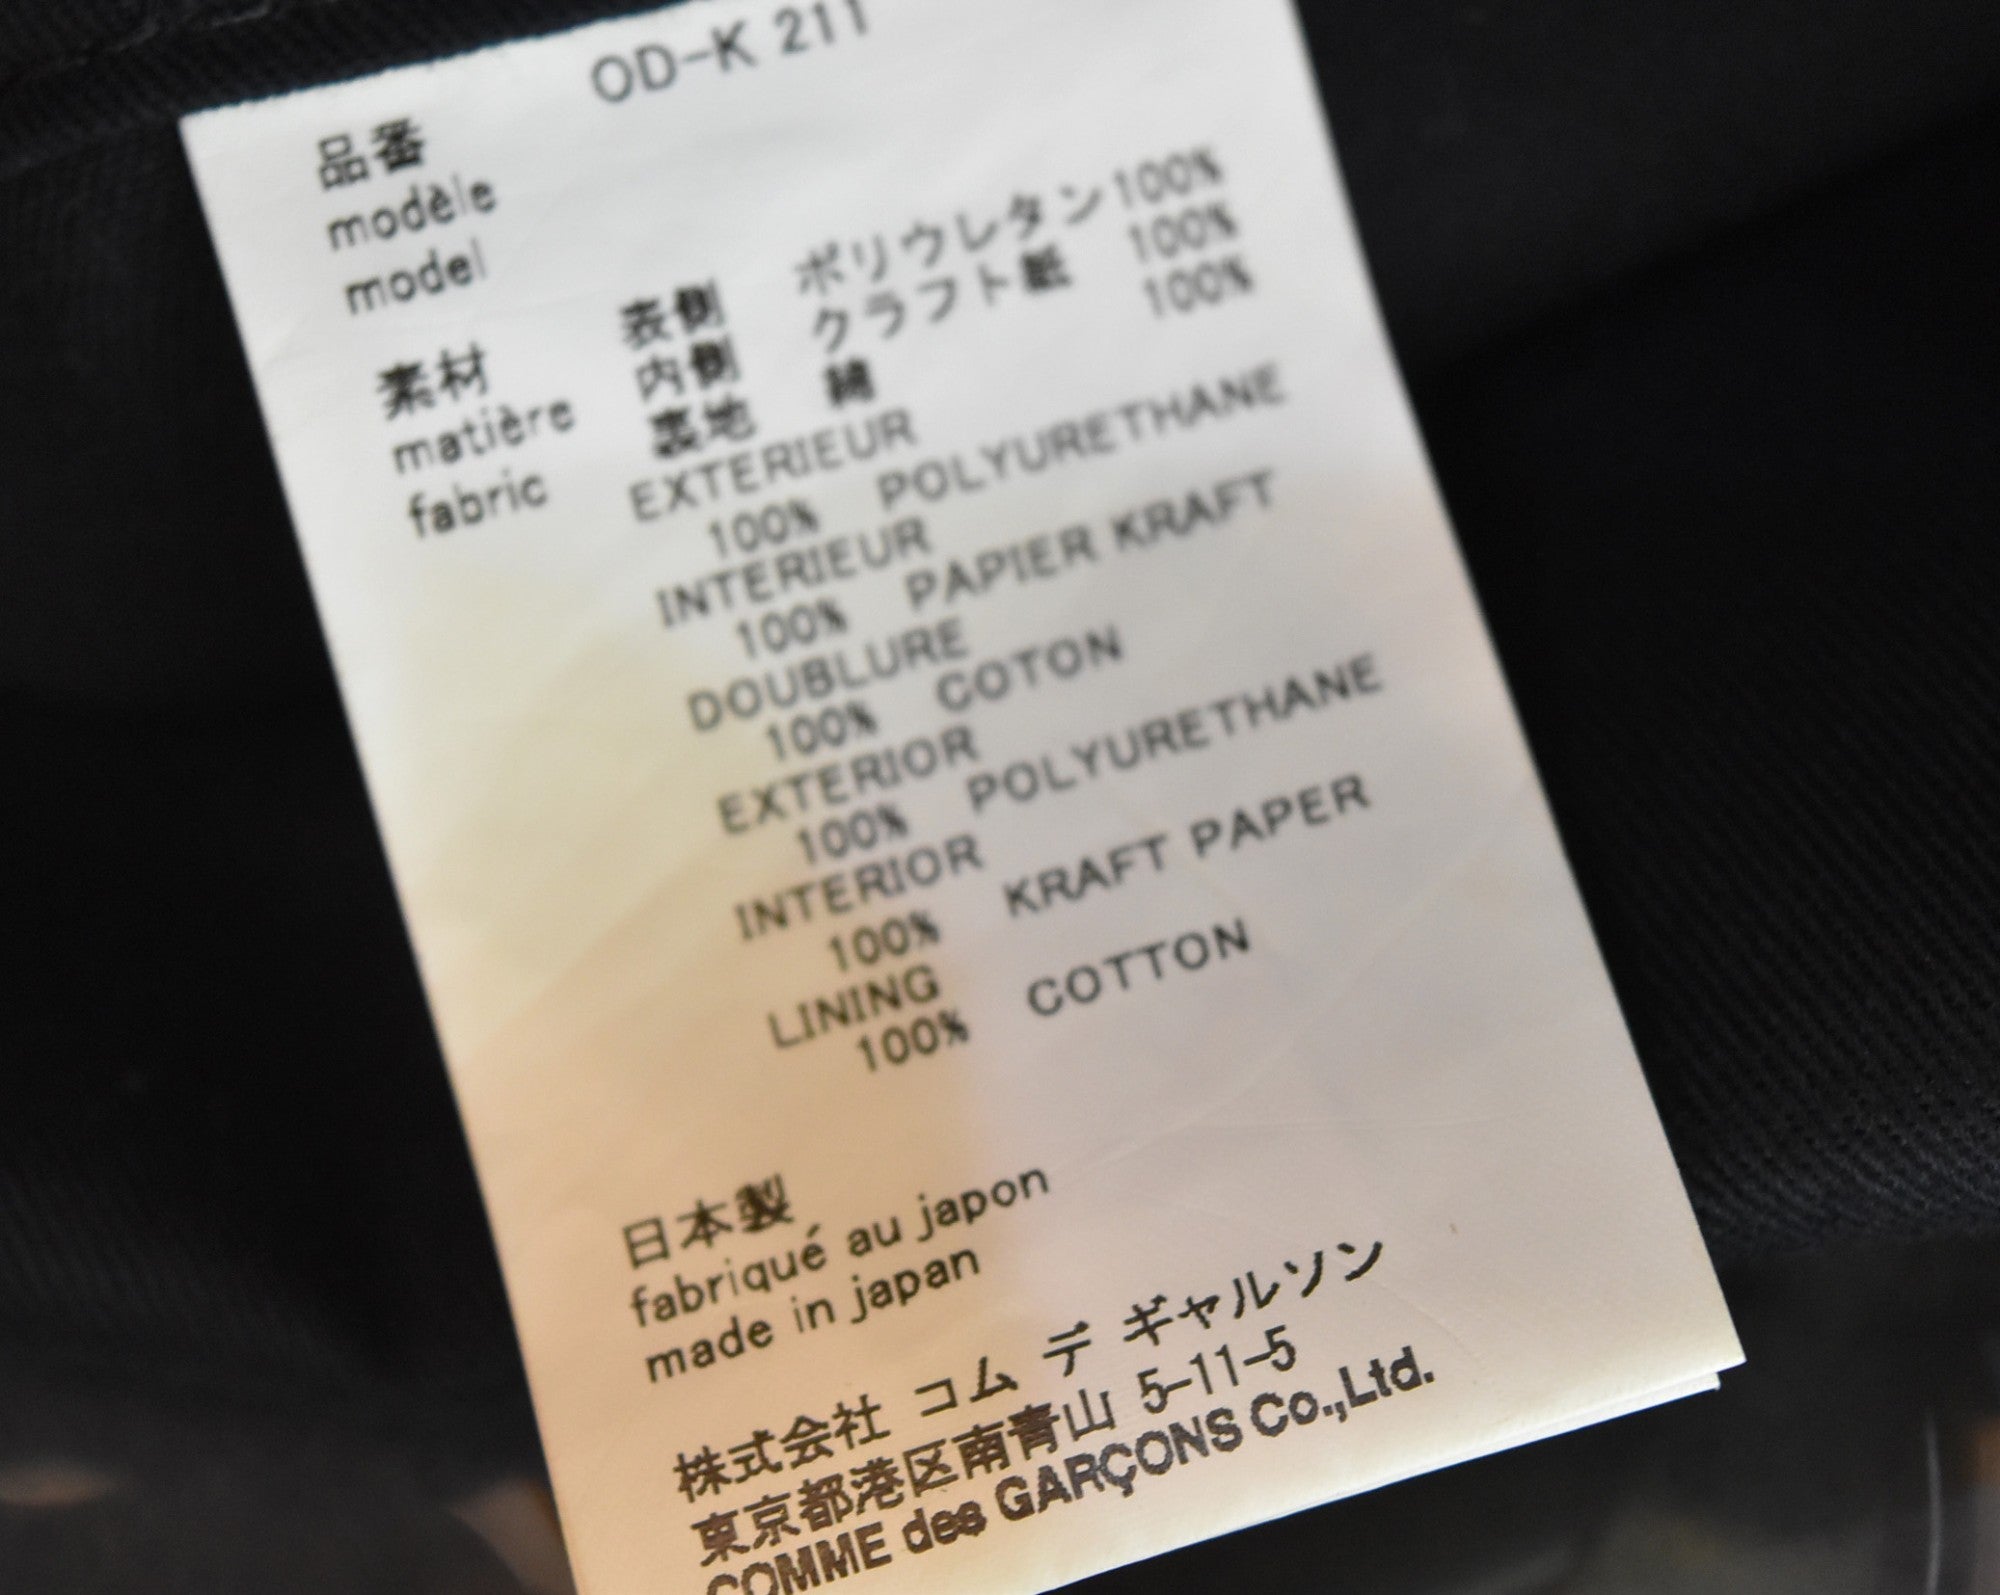 OD-K 211
品番
modèle
model
素材
matière
fabric
表側 ポリウレタン 100%
内側 クラフト紙 100%
裏地 綿 100%
EXTERIEUR
100% POLYURETHANE
INTERIEUR
100% PAPIER KRAFT
DOUBLURE
100% COTON
EXTERIOR
100% POLYURETHANE
INTERIOR
100% KRAFT PAPER
LINING
100% COTTON
日本製
fabriqué au japon
made in japan
株式会社 コム デ ギャルソン
東京都港区南青山 5-11-5
COMME des GARÇONS Co.,Ltd.